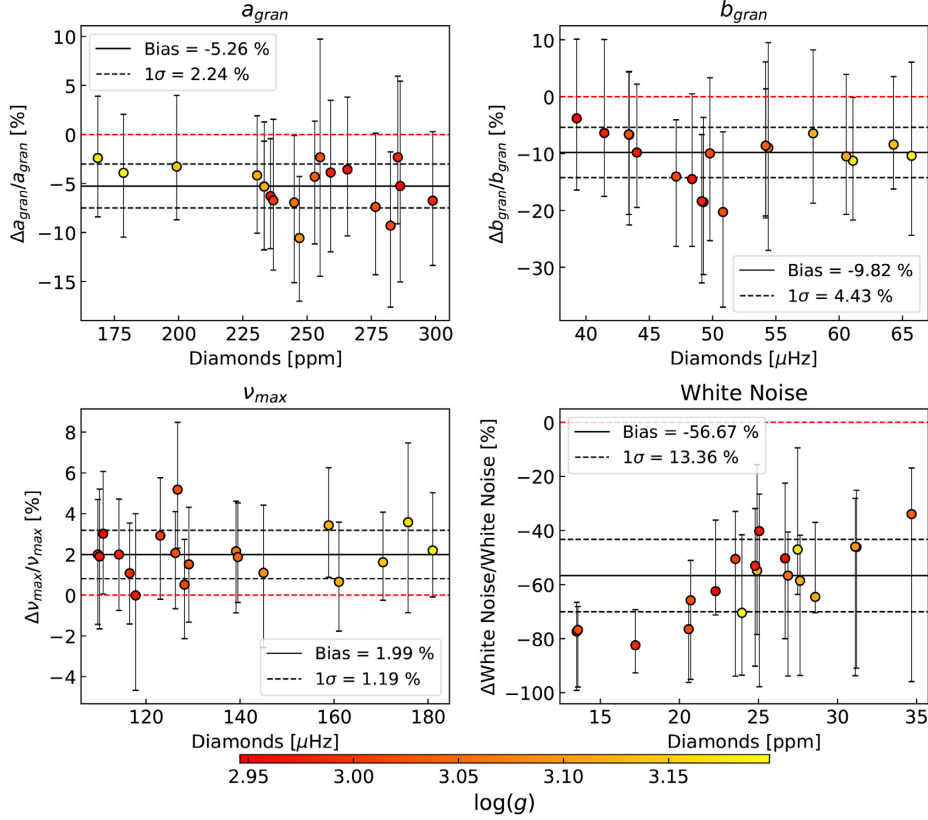 a_gran
b_gran
10
5
0
−5
−10
−15
Δa_gran/a_gran [%]
Bias = -5.26 %
1σ = 2.24 %
175
200
225
250
275
300
Diamonds [ppm]
10
0
−10
−20
−30
Δb_gran/b_gran [%]
Bias = -9.82 %
1σ = 4.43 %
40
45
50
55
60
65
Diamonds [μHz]
ν_max
White Noise
8
6
4
2
0
−2
−4
Δν_max/ν_max [%]
Bias = 1.99 %
1σ = 1.19 %
120
140
160
180
Diamonds [μHz]
0
−20
−40
−60
−80
−100
ΔWhite Noise/White Noise [%]
Bias = -56.67 %
1σ = 13.36 %
15
20
25
30
35
Diamonds [ppm]
2.95
3.00
3.05
3.10
3.15
log(g)